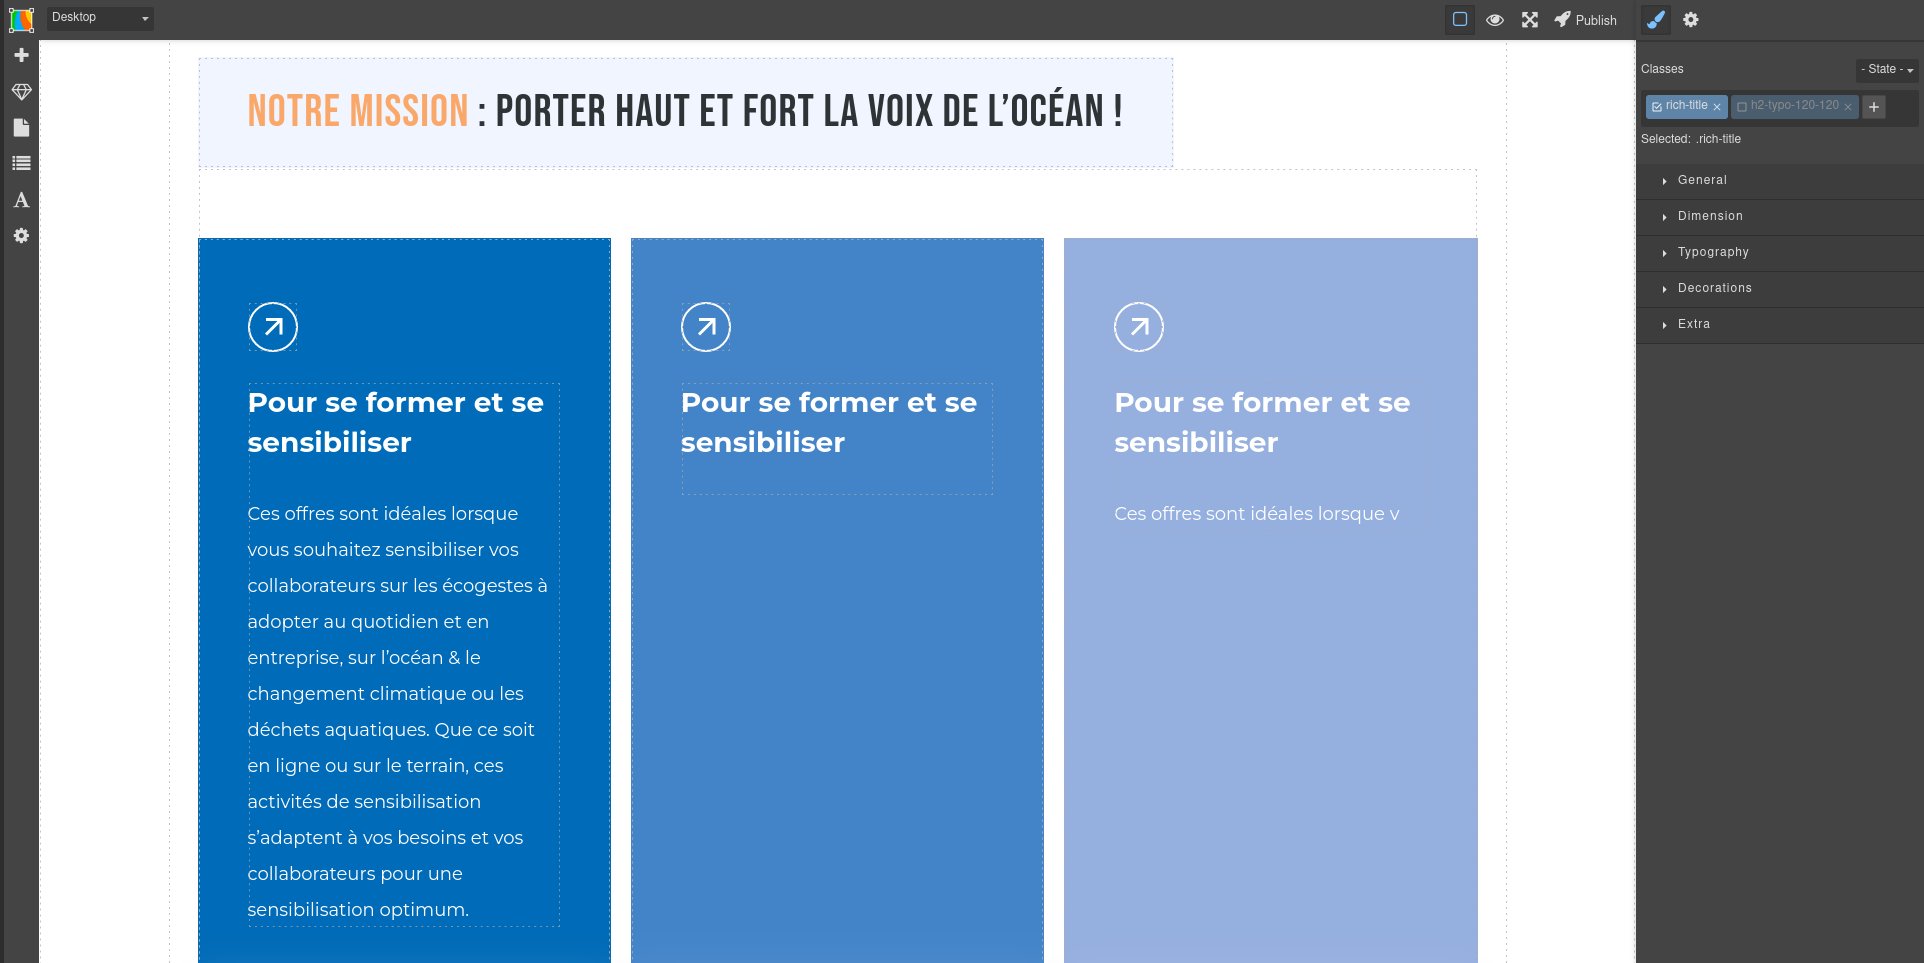 Desktop
Publish
Classes
- State -
rich-title
h2-typo-120-120
Selected: .rich-title
General
Dimension
Typography
Decorations
Extra
NOTRE MISSION : PORTER HAUT ET FORT LA VOIX DE L’OCÉAN !
Pour se former et se
sensibiliser
Ces offres sont idéales lorsque
vous souhaitez sensibiliser vos
collaborateurs sur les écogestes à
adopter au quotidien et en
entreprise, sur l’océan & le
changement climatique ou les
déchets aquatiques. Que ce soit
en ligne ou sur le terrain, ces
activités de sensibilisation
s’adaptent à vos besoins et vos
collaborateurs pour une
sensibilisation optimum.
Pour se former et se
sensibiliser
Pour se former et se
sensibiliser
Ces offres sont idéales lorsque v